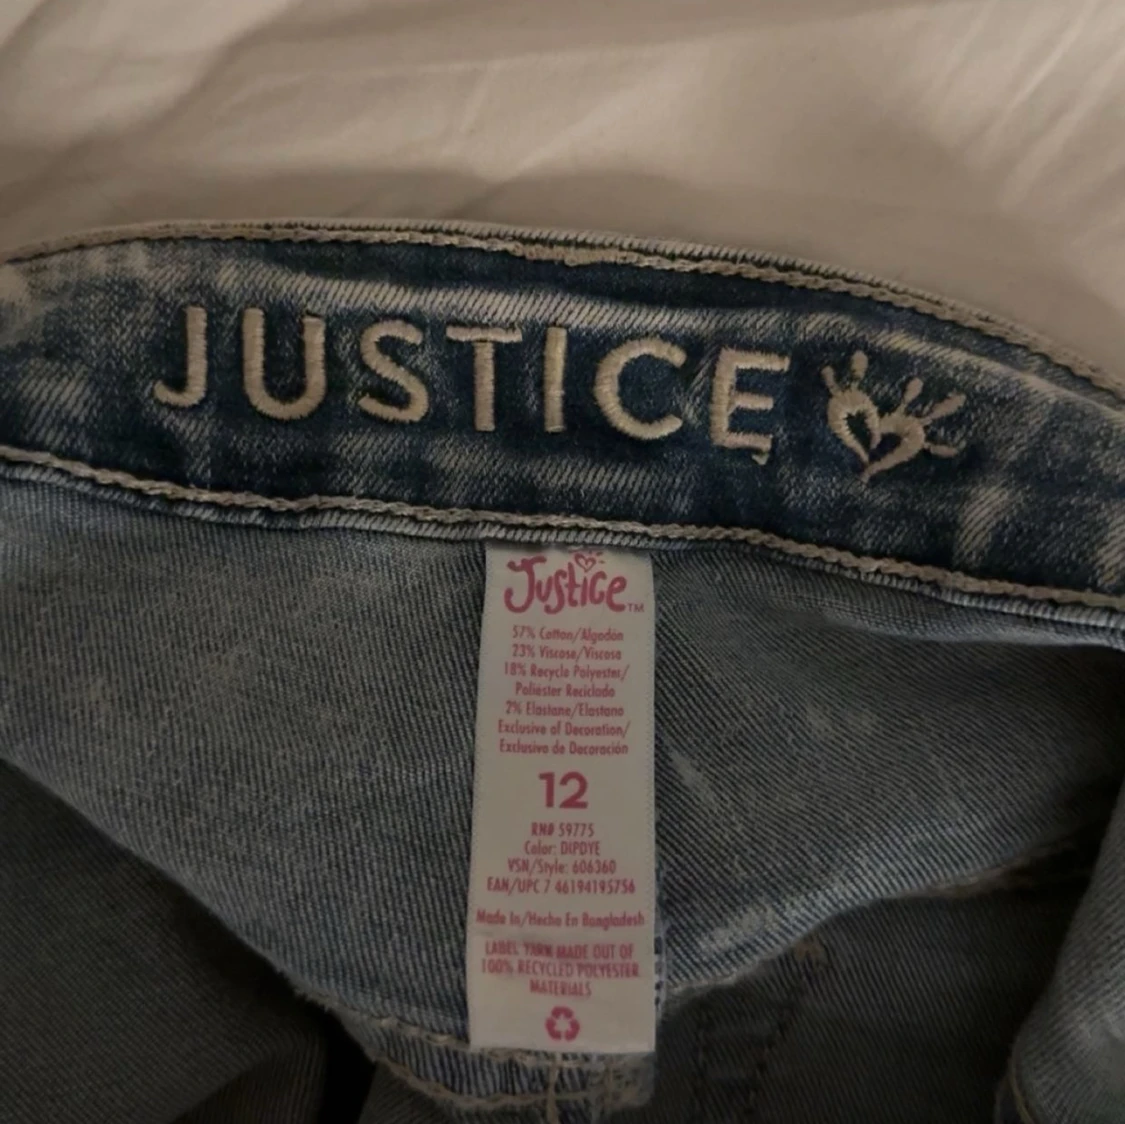 JUSTICE
Justice™
57% Cotton/Algodón
23% Viscose/Viscosa
18% Recycle Polyester/
Poliéster Reciclado
2% Elastane/Elastano
Exclusive of Decoration/
Exclusivo de Decoración
12
RN# 59775
Color: DIPDYE
VSN/Style: 606360
EAN/UPC 7 46194195756
Made In/Hecho En Bangladesh
LABEL YARN MADE OUT OF
100% RECYCLED POLYESTER
MATERIALS